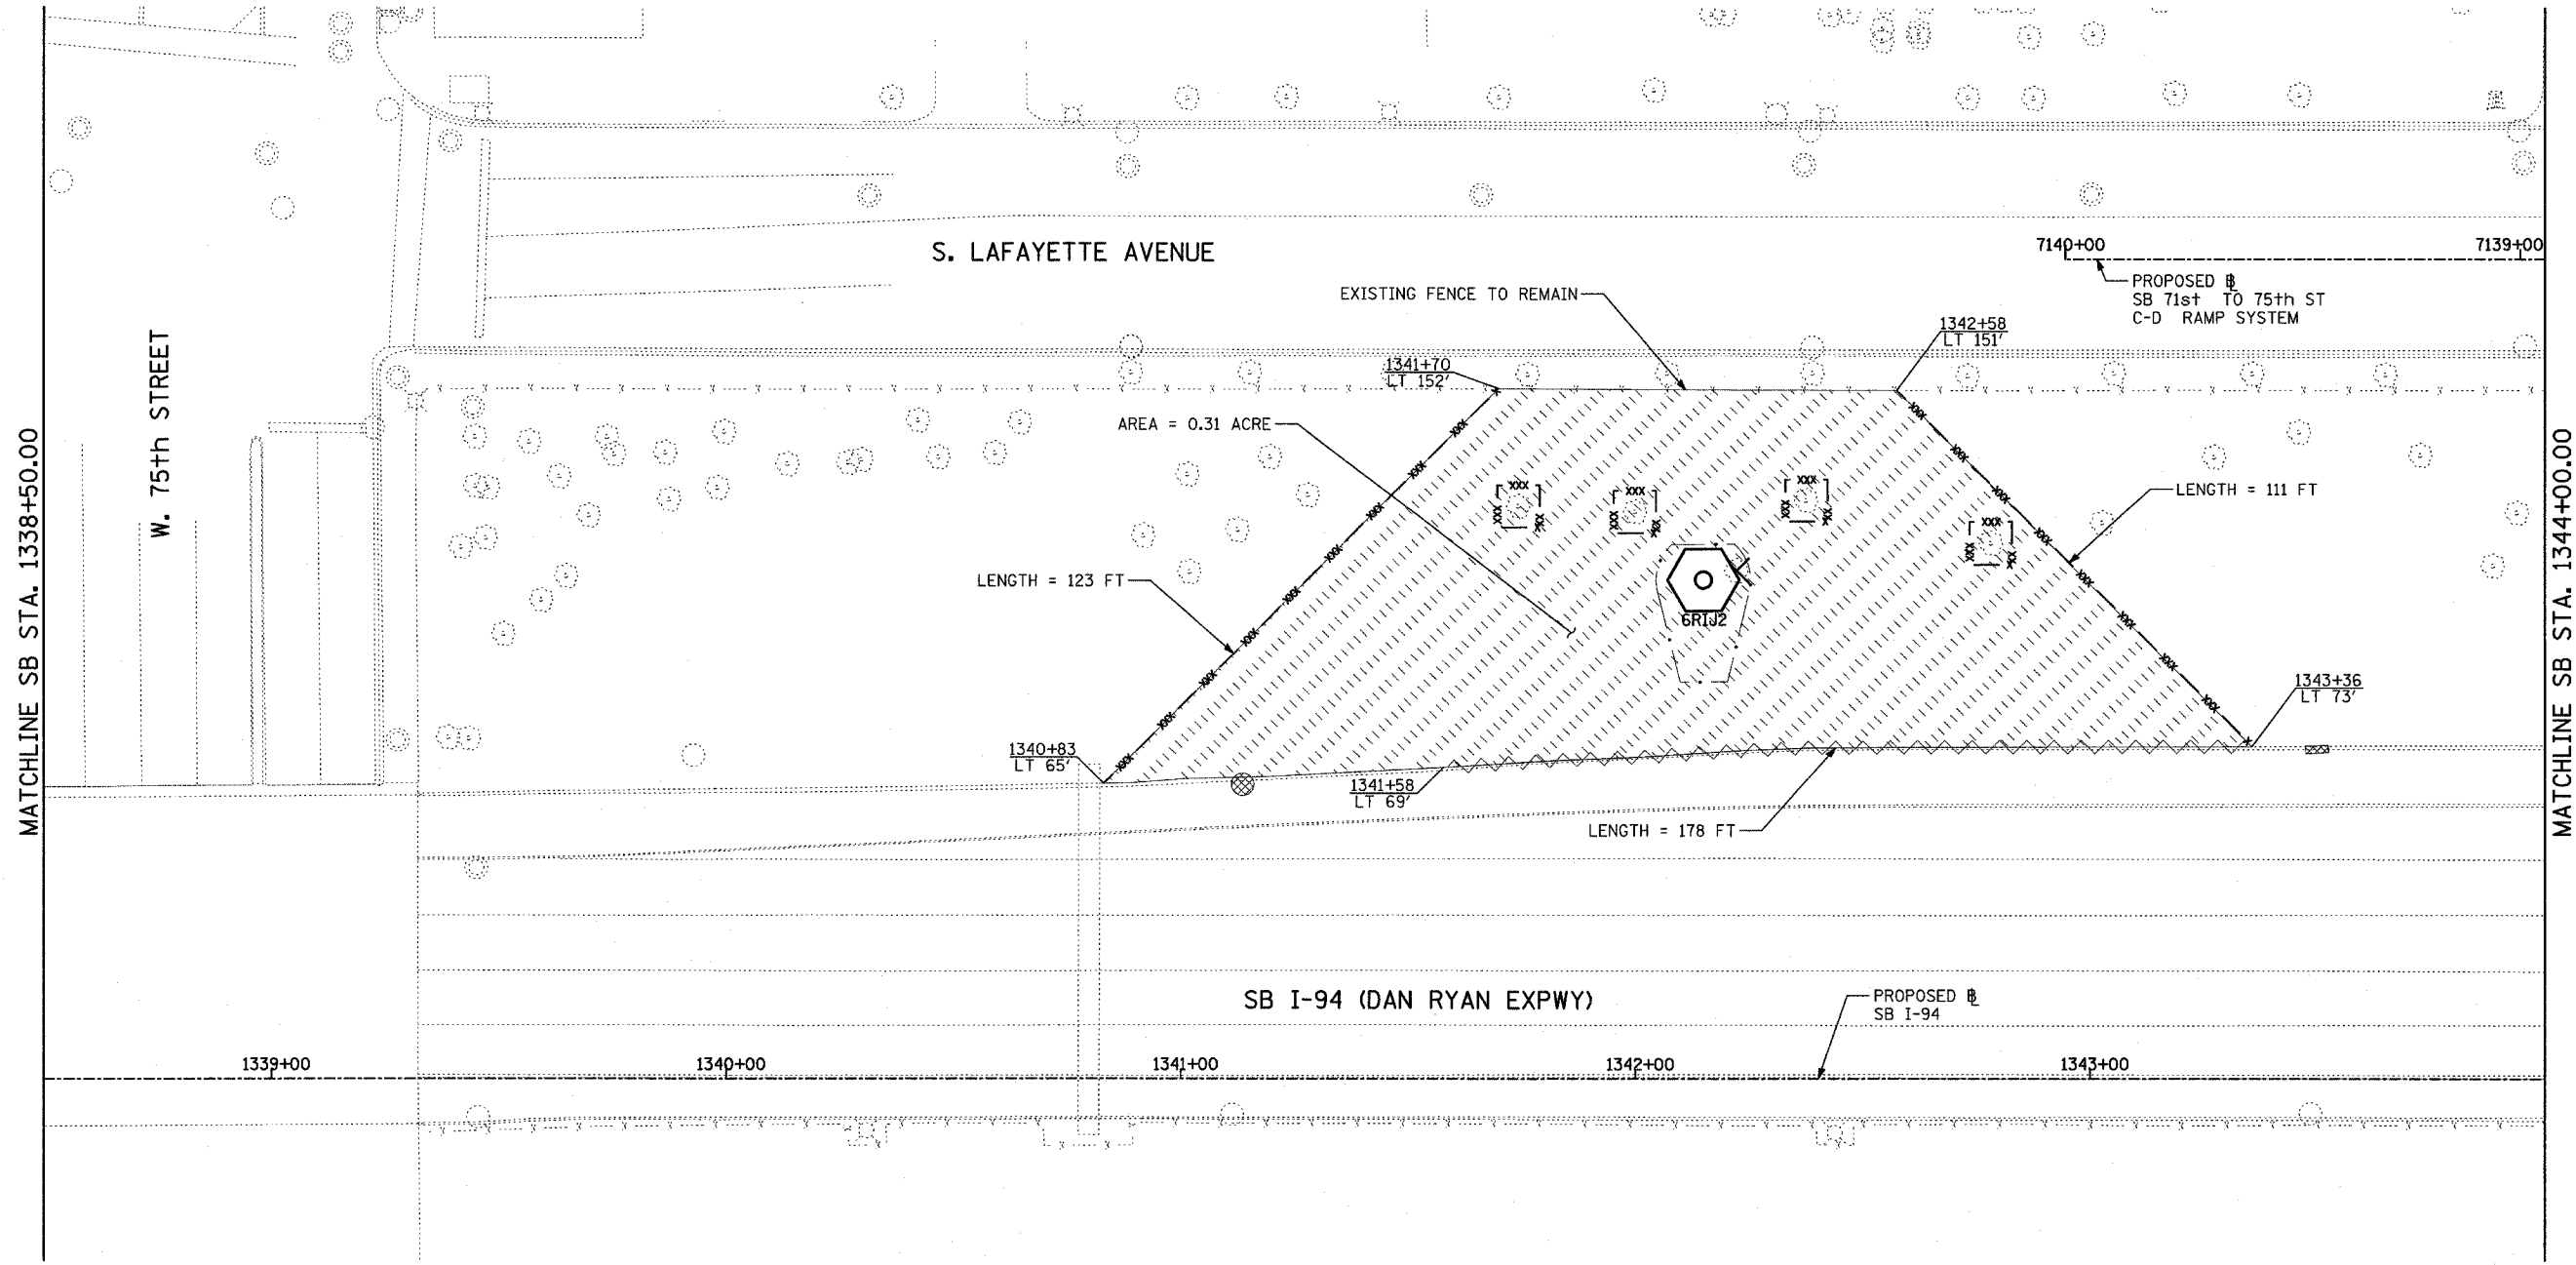 S. LAFAYETTE AVENUE
7140+00
7139+00
PROPOSED ℄
SB 71st TO 75th ST
C-D RAMP SYSTEM
EXISTING FENCE TO REMAIN
1342+58
LT 151'
1341+70
LT 152'
AREA = 0.31 ACRE
W. 75th STREET
MATCHLINE SB STA. 1338+50.00
MATCHLINE SB STA. 1344+00.00
LENGTH = 111 FT
XXX
XXX
XXX
XXX
LENGTH = 123 FT
6RIJ2
1343+36
LT 73'
1340+83
LT 65'
1341+58
LT 69'
LENGTH = 178 FT
SB I-94 (DAN RYAN EXPWY)
PROPOSED ℄
SB I-94
1339+00
1340+00
1341+00
1342+00
1343+00